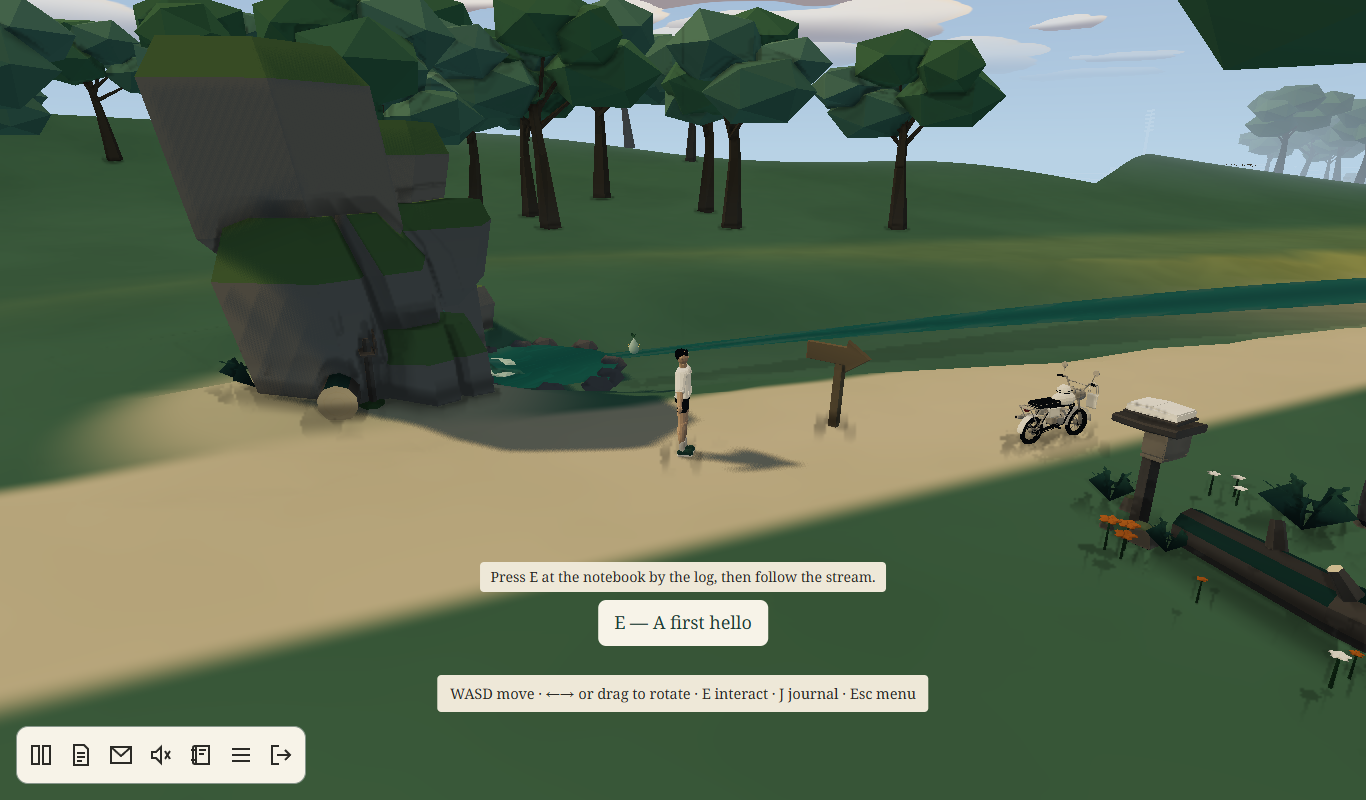 Press E at the notebook by the log, then follow the stream.
E — A first hello
WASD move · ←→ or drag to rotate · E interact · J journal · Esc menu